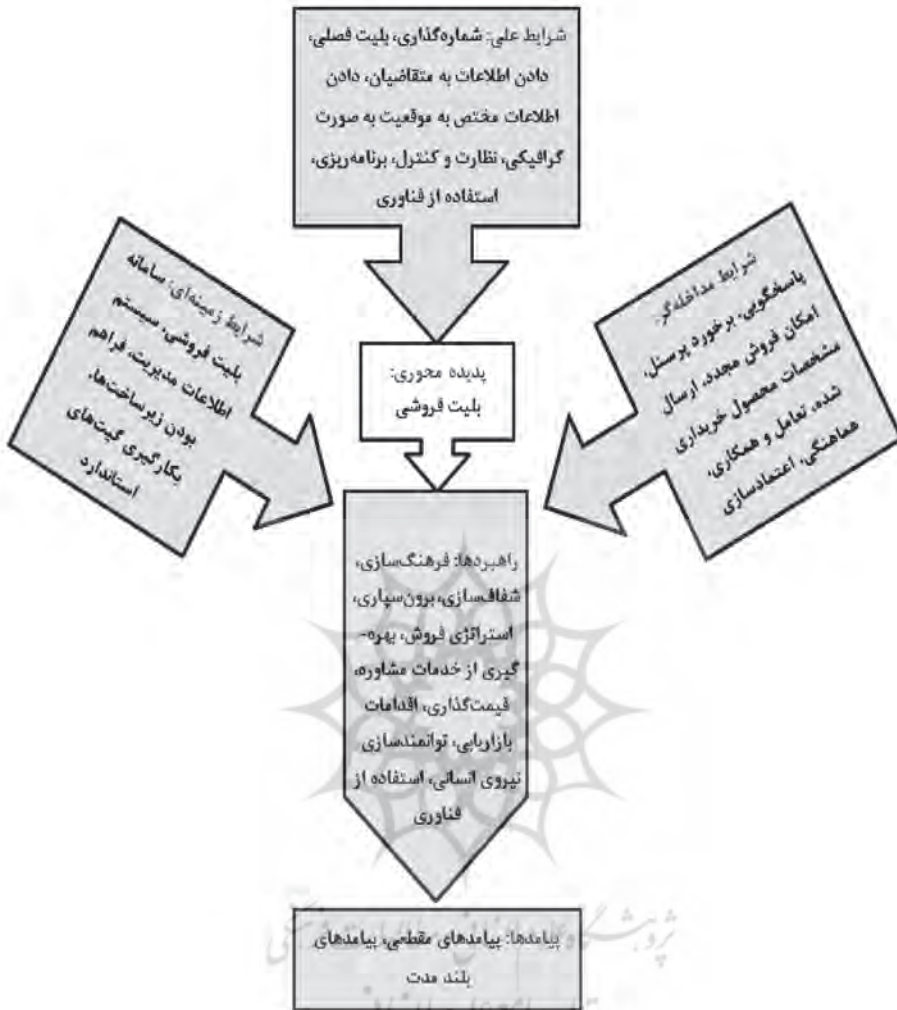 شرایط علی: شماره‌گذاری، بلیت فصلی،
دادن اطلاعات به متقاضیان، دادن
اطلاعات مختص به موقعیت به صورت
گرافیکی، نظارت و کنترل، برنامه‌ریزی،
استفاده از فناوری
شرایط مداخله‌گر:
پاسخگویی، برخورد پرسنل،
امکان فروش مجدد، ارسال
مشخصات محصول خریداری
شده، تعامل و همکاری،
هماهنگی، اعتمادسازی
شرایط زمینه‌ای: سامانه
بلیت فروشی، سیستم
اطلاعات مدیریت، فراهم
بودن زیرساخت‌ها،
بکارگیری گیت‌های
استاندارد
پدیده محوری:
بلیت فروشی
راهبردها: فرهنگ‌سازی،
شفاف‌سازی، برون‌سپاری،
استراتژی فروش، بهره-
گیری از خدمات مشاوره،
قیمت‌گذاری، اقدامات
بازاریابی، توانمندسازی
نیروی انسانی، استفاده از
فناوری
پیامدها: پیامدهای مقطعی، پیامدهای
بلند مدت